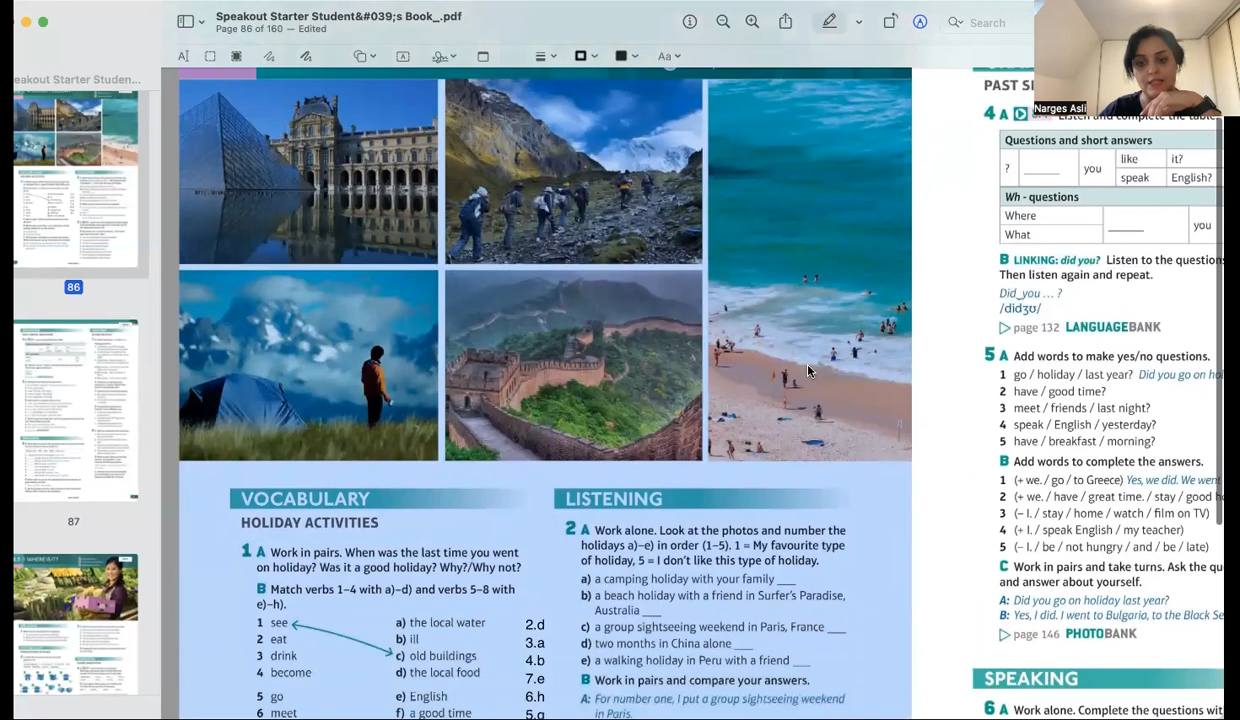 Speakout Starter Student&#039;s Book_.pdf
Page 86 of 160 — Edited
Search
Aa
eakout Starter Studen...
86
87
Narges Asli
VOCABULARY
HOLIDAY ACTIVITIES
1 A Work in pairs. When was the last time you went
on holiday? Was it a good holiday? Why?/Why not?
B Match verbs 1–4 with a)–d) and verbs 5–8 with
e)–h).
1 see
2 eat
3 drink
4 become
5 go
6 meet
a) the local water
b) ill
c) old buildings
d) the local food
e) English
f) a good time
2.d
3.a
4.b
7.e
6.h
5.g
LISTENING
2 A Work alone. Look at the photos and number the
holidays a)–e) in order (1–5). 1 = My favourite type
of holiday, 5 = I don't like this type of holiday.
a) a camping holiday with your family ___
b) a beach holiday with a friend in Surfer's Paradise,
Australia ___
c) a group sightseeing weekend in Paris, France ___
d) two months in China alone ___
e) a walking holiday in Peru with a friend ___
B Work in pairs and compare your answers.
A: For number one, I put a group sightseeing weekend
in Paris.
PAST SI
4 A Listen and complete the table.
Questions and short answers
? ______ you like it?
speak English?
Wh - questions
Where
What ______ you
B LINKING: did you? Listen to the question
Then listen again and repeat.
Did you ... ?
/dɪdʒʊ/
page 132 LANGUAGEBANK
5 A Add words to make yes/no questions.
1 go / holiday / last year? Did you go on hol
2 have / good time?
3 meet / friends / last night?
4 speak / English / yesterday?
5 have / breakfast / morning?
B Add words to complete the answers.
1 (+ we. / go / to Greece) Yes, we did. We went
2 (+ we. / have / great time. / stay / good h
3 (– I. / stay / home / watch / film on TV)
4 (+ I. / speak English / my teacher)
5 (– I. / be / not hungry / and / be / late)
C Work in pairs and take turns. Ask the qu
and answer about yourself.
A: Did you go on holiday last year?
B: Yes, I did. I went to Bulgaria, to the Black Se
page 146 PHOTOBANK
SPEAKING
6 A Work alone. Complete the questions wit